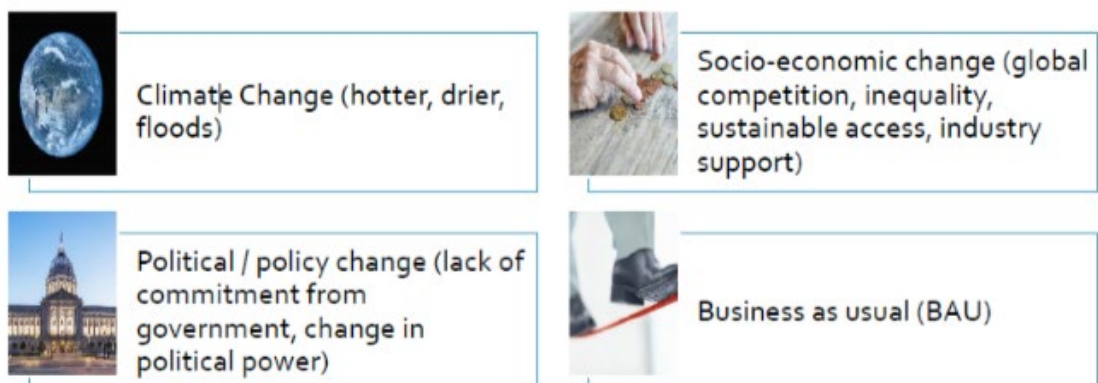 Climate Change (hotter, drier,
floods)
Socio-economic change (global
competition, inequality,
sustainable access, industry
support)
Political / policy change (lack of
commitment from
government, change in
political power)
Business as usual (BAU)